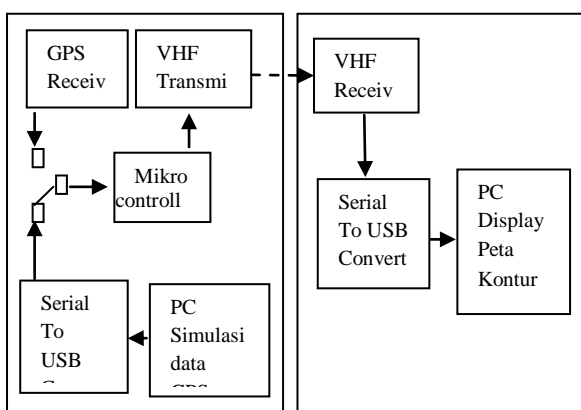 GPS
Receiv
VHF
Transmi
Mikro
controll
Serial
To
USB
PC
Simulasi
data
VHF
Receiv
Serial
To USB
Convert
PC
Display
Peta
Kontur